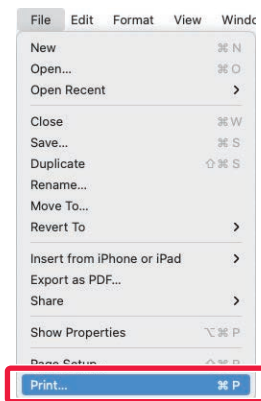 File Edit Format View Windo
New ⌘ N
Open... ⌘ O
Open Recent >
Close ⌘ W
Save... ⌘ S
Duplicate ⇧ ⌘ S
Rename...
Move To...
Revert To >
Insert from iPhone or iPad >
Export as PDF...
Share >
Show Properties ⌥ ⌘ P
Page Setup ⇧ ⌘ P
Print... ⌘ P